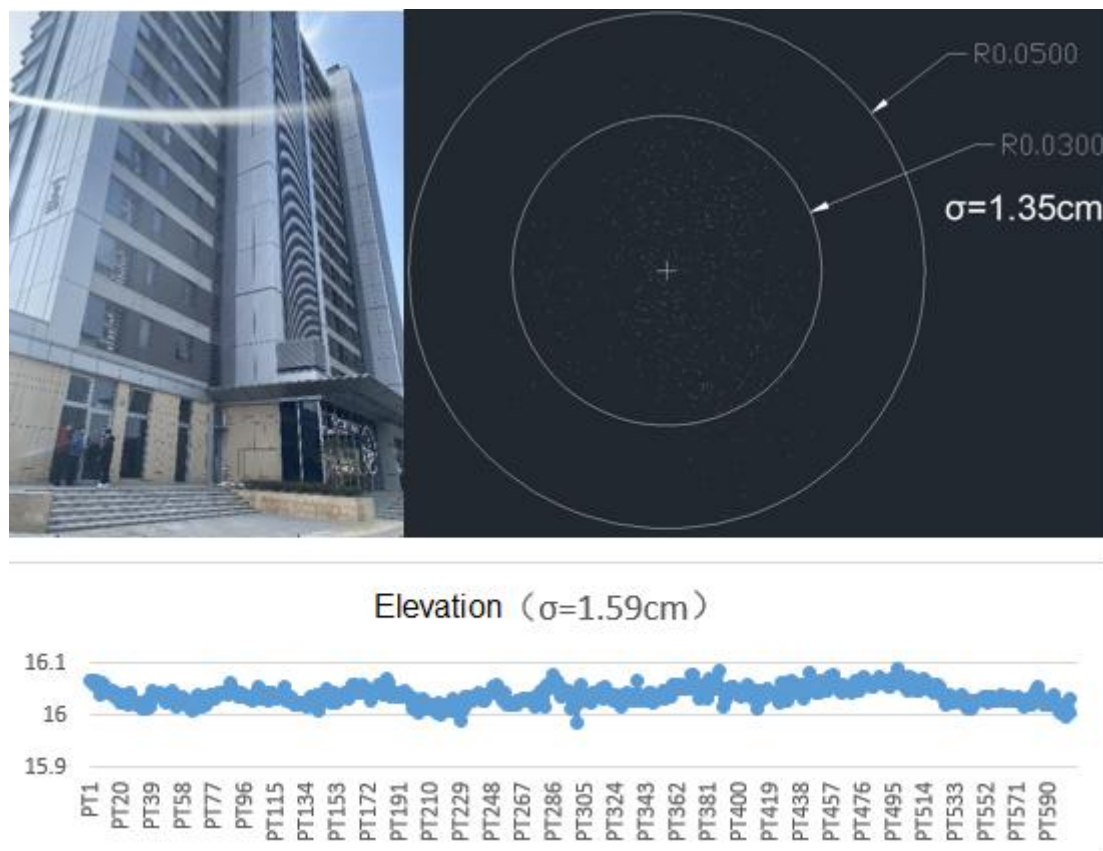 R0.0500
R0.0300
σ=1.35cm
Elevation（σ=1.59cm）
16.1
16
15.9
PT1
PT20
PT39
PT58
PT77
PT96
PT115
PT134
PT153
PT172
PT191
PT210
PT229
PT248
PT267
PT286
PT305
PT324
PT343
PT362
PT381
PT400
PT419
PT438
PT457
PT476
PT495
PT514
PT533
PT552
PT571
PT590